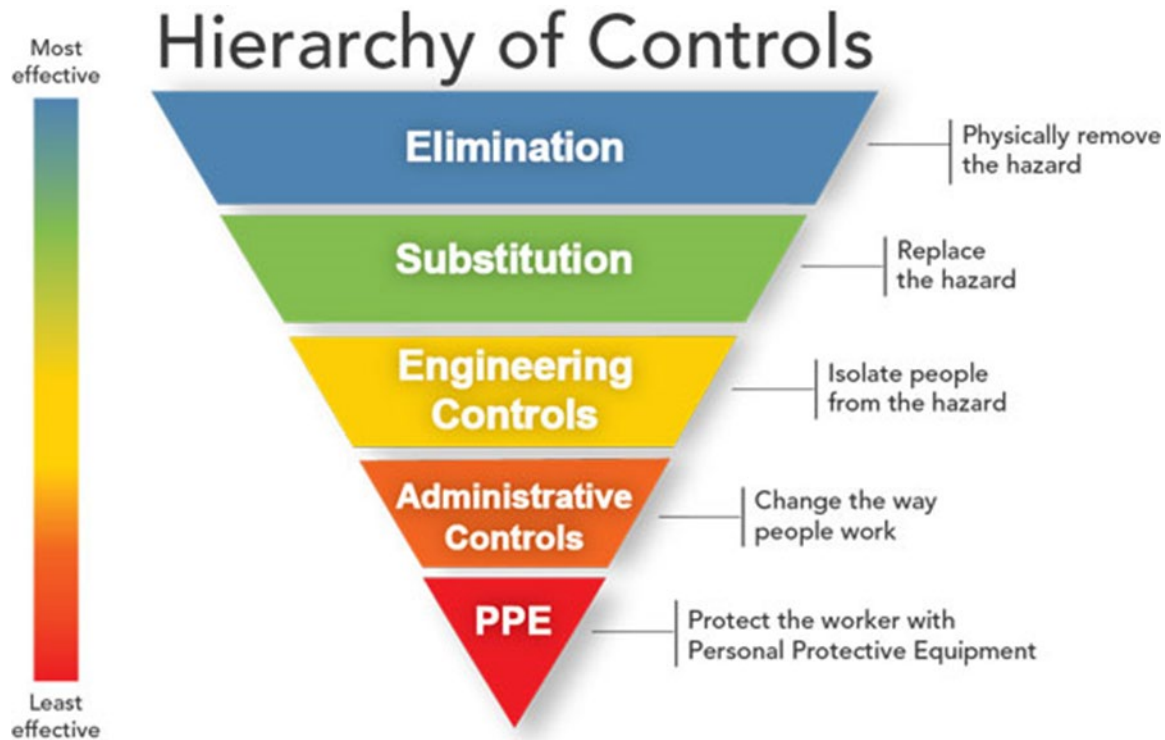 Hierarchy of Controls
Most
effective
Elimination
Physically remove
the hazard
Substitution
Replace
the hazard
Engineering
Controls
Isolate people
from the hazard
Administrative
Controls
Change the way
people work
PPE
Protect the worker with
Personal Protective Equipment
Least
effective